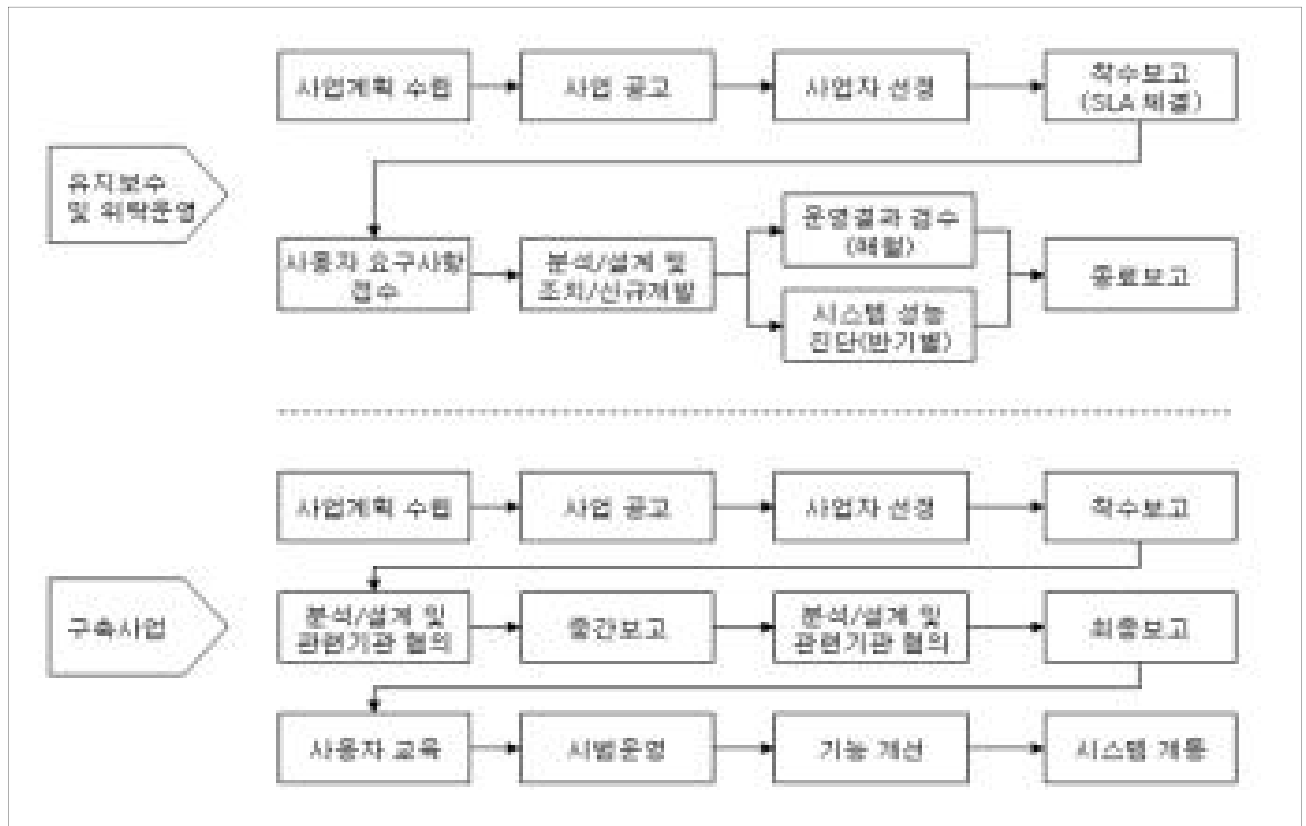 사업계획 수립
사업 공고
사업자 선정
착수보고
(SLA 체결)
유지보수
및 위탁운영
사용자 요구사항
접수
분석/설계 및
조치/신규개발
운영결과 검수
(매월)
시스템 성능
진단(반기별)
종료보고
사업계획 수립
사업 공고
사업자 선정
착수보고
구축사업
분석/설계 및
관련기관 협의
중간보고
분석/설계 및
관련기관 협의
최종보고
사용자 교육
시범운영
기능 개선
시스템 개통